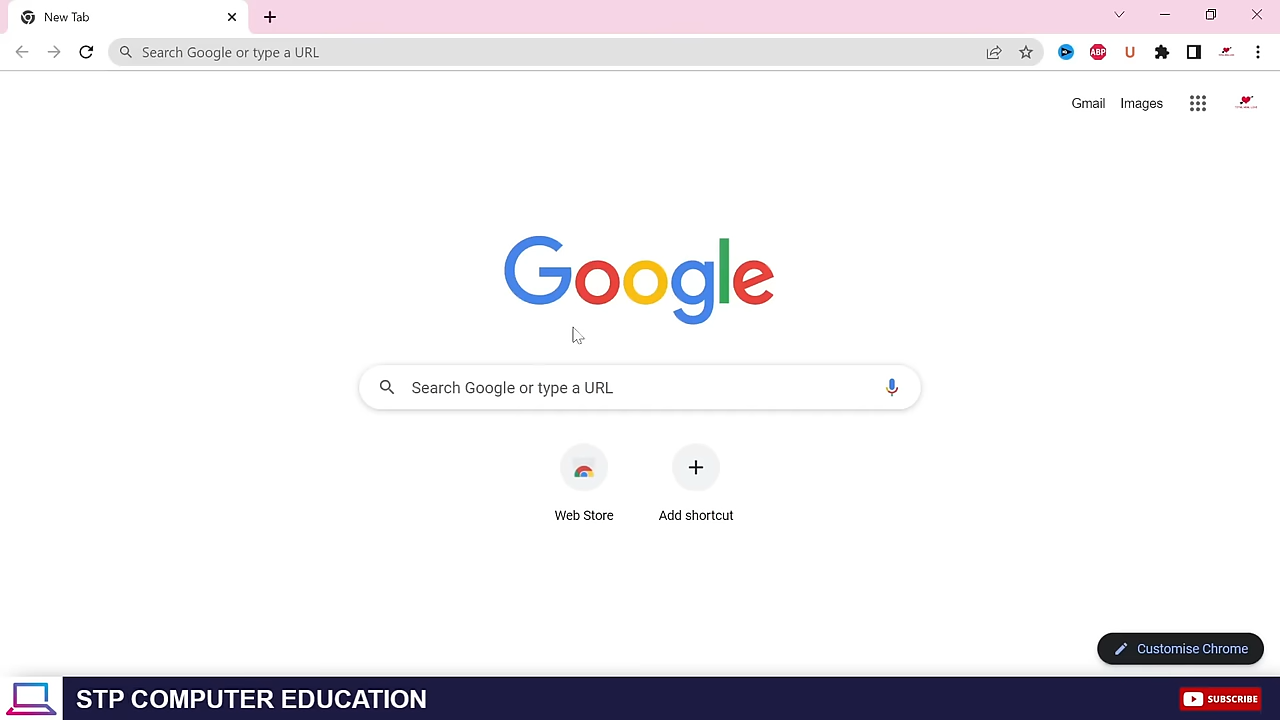 New Tab
Search Google or type a URL
ABP
U
Gmail Images
Google
Search Google or type a URL
Web Store
Add shortcut
Customise Chrome
STP COMPUTER EDUCATION
SUBSCRIBE